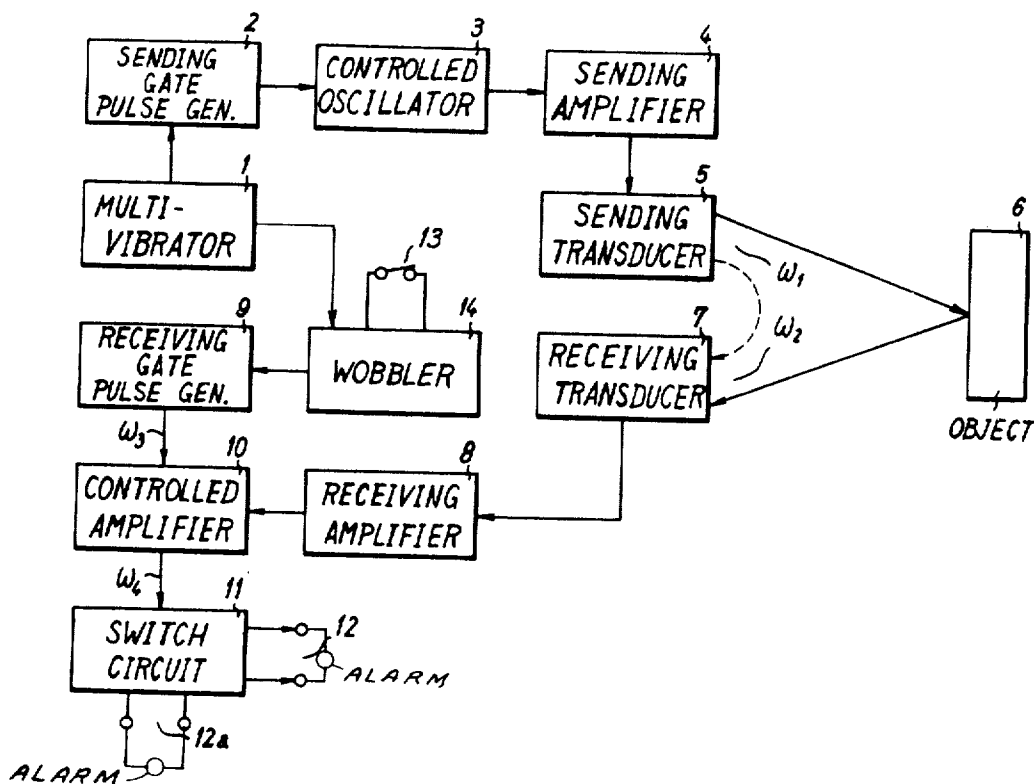 2
SENDING
GATE
PULSE GEN.
3
CONTROLLED
OSCILLATOR
4
SENDING
AMPLIFIER
1
MULTI-
VIBRATOR
5
SENDING
TRANSDUCER
6
OBJECT
ω1
ω2
13
14
WOBBLER
9
RECEIVING
GATE
PULSE GEN.
7
RECEIVING
TRANSDUCER
ω3
10
CONTROLLED
AMPLIFIER
8
RECEIVING
AMPLIFIER
ω4
11
SWITCH
CIRCUIT
12
ALARM
12a
ALARM